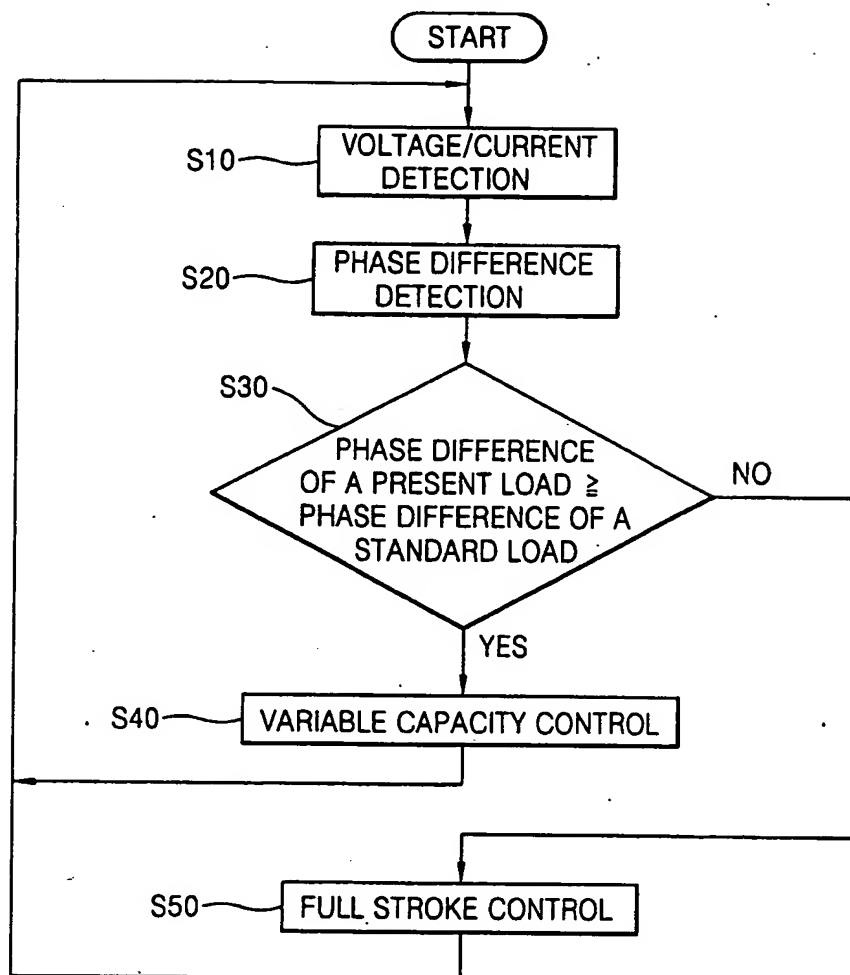 START
S10
VOLTAGE/CURRENT
DETECTION
S20
PHASE DIFFERENCE
DETECTION
S30
PHASE DIFFERENCE
OF A PRESENT LOAD ≧
PHASE DIFFERENCE OF A
STANDARD LOAD
NO
YES
S40
VARIABLE CAPACITY CONTROL
S50
FULL STROKE CONTROL